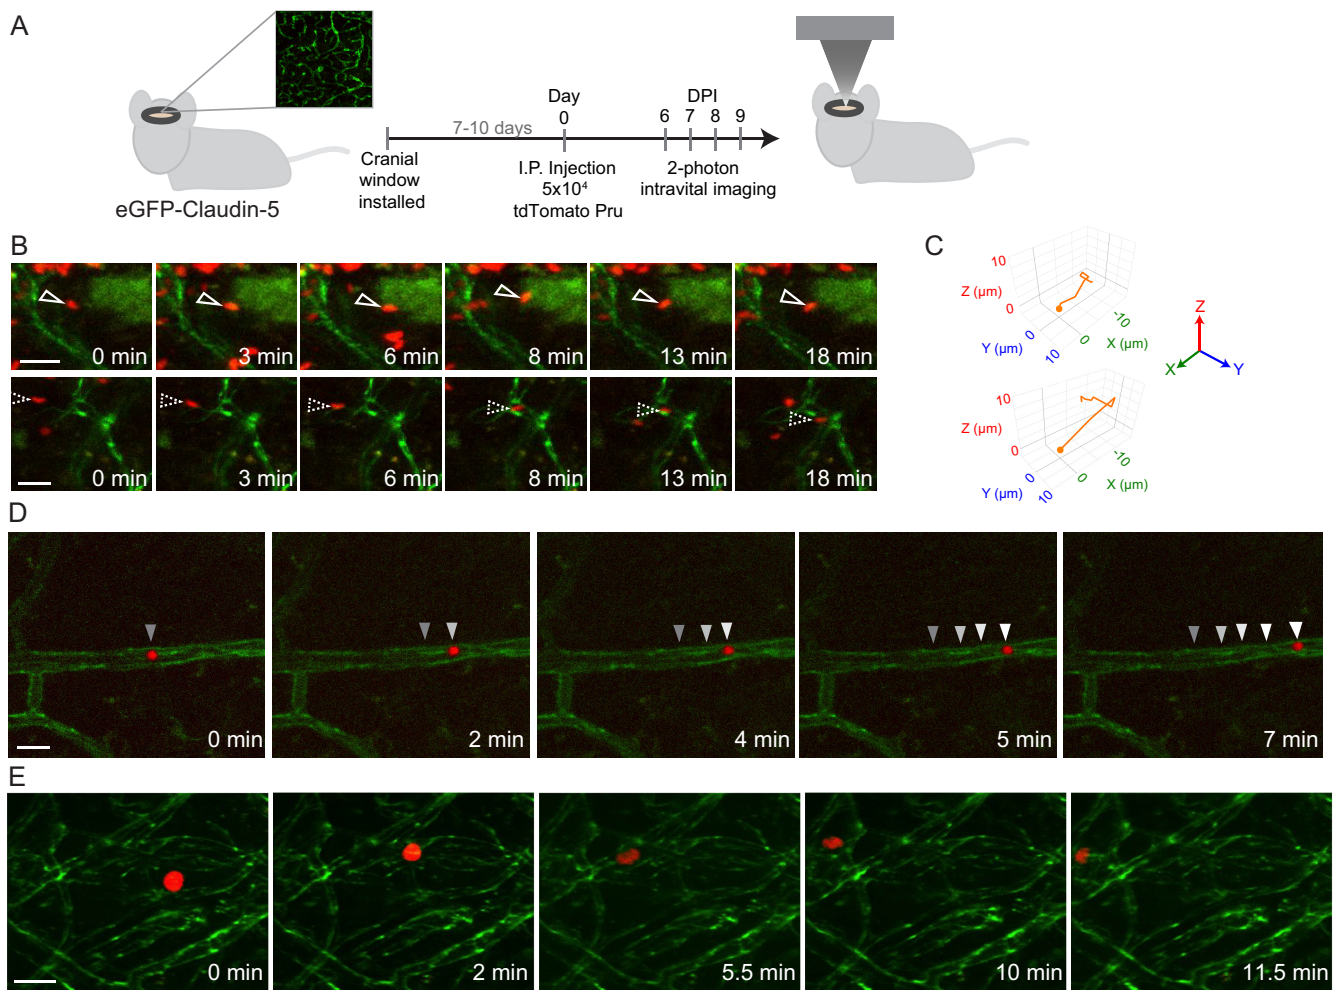 A
eGFP-Claudin-5
7-10 days
Cranial
window
installed
Day
0
I.P. Injection
5x10⁴
tdTomato Pru
DPI
6 7 8 9
2-photon
intravital imaging
B
0 min 3 min 6 min 8 min 13 min 18 min
0 min 3 min 6 min 8 min 13 min 18 min
C
10
Z (µm)
0
Y (µm) 0 10
0 -10 X (µm)
Z
X Y
10
Z (µm)
0
Y (µm) 0 10
0 -10 X (µm)
D
0 min 2 min 4 min 5 min 7 min
E
0 min 2 min 5.5 min 10 min 11.5 min